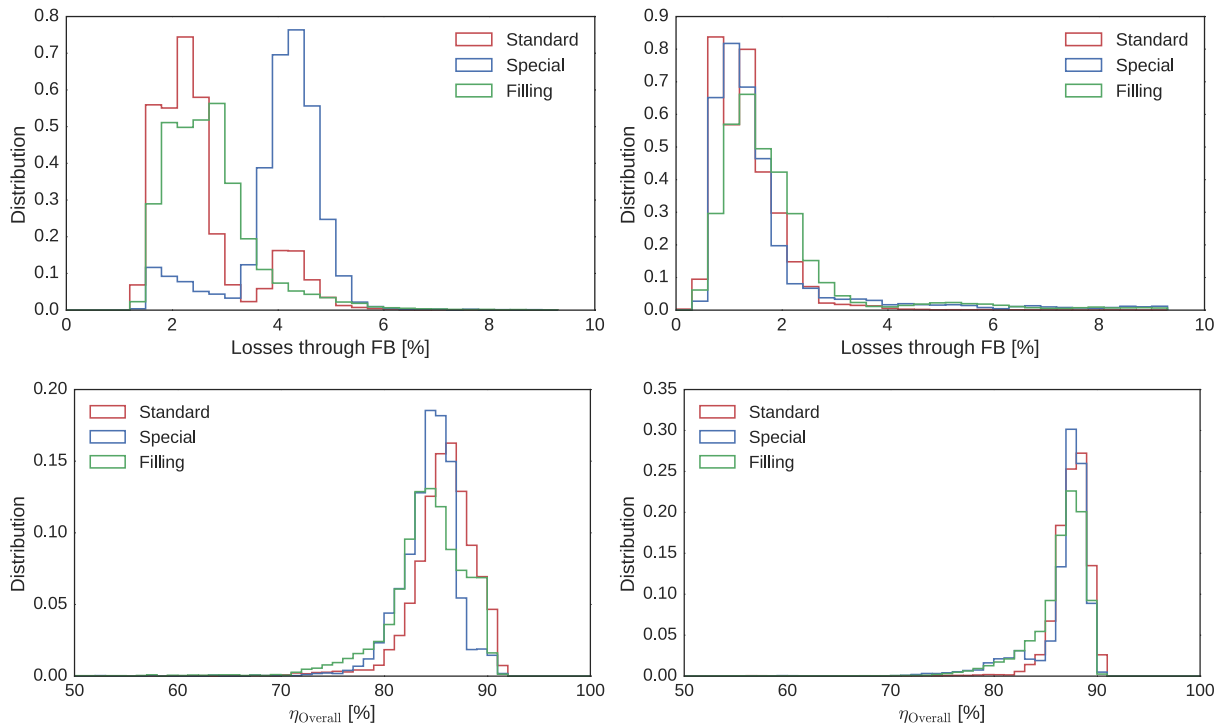 0.8
0.7
0.6
0.5
0.4
0.3
0.2
0.1
0.0
Distribution
Standard
Special
Filling
0 2 4 6 8 10
Losses through FB [%]
0.9
0.8
0.7
0.6
0.5
0.4
0.3
0.2
0.1
0.0
Distribution
Standard
Special
Filling
0 2 4 6 8 10
Losses through FB [%]
0.20
0.15
0.10
0.05
0.00
Distribution
Standard
Special
Filling
50 60 70 80 90 100
ηOverall [%]
0.35
0.30
0.25
0.20
0.15
0.10
0.05
0.00
Distribution
Standard
Special
Filling
50 60 70 80 90 100
ηOverall [%]